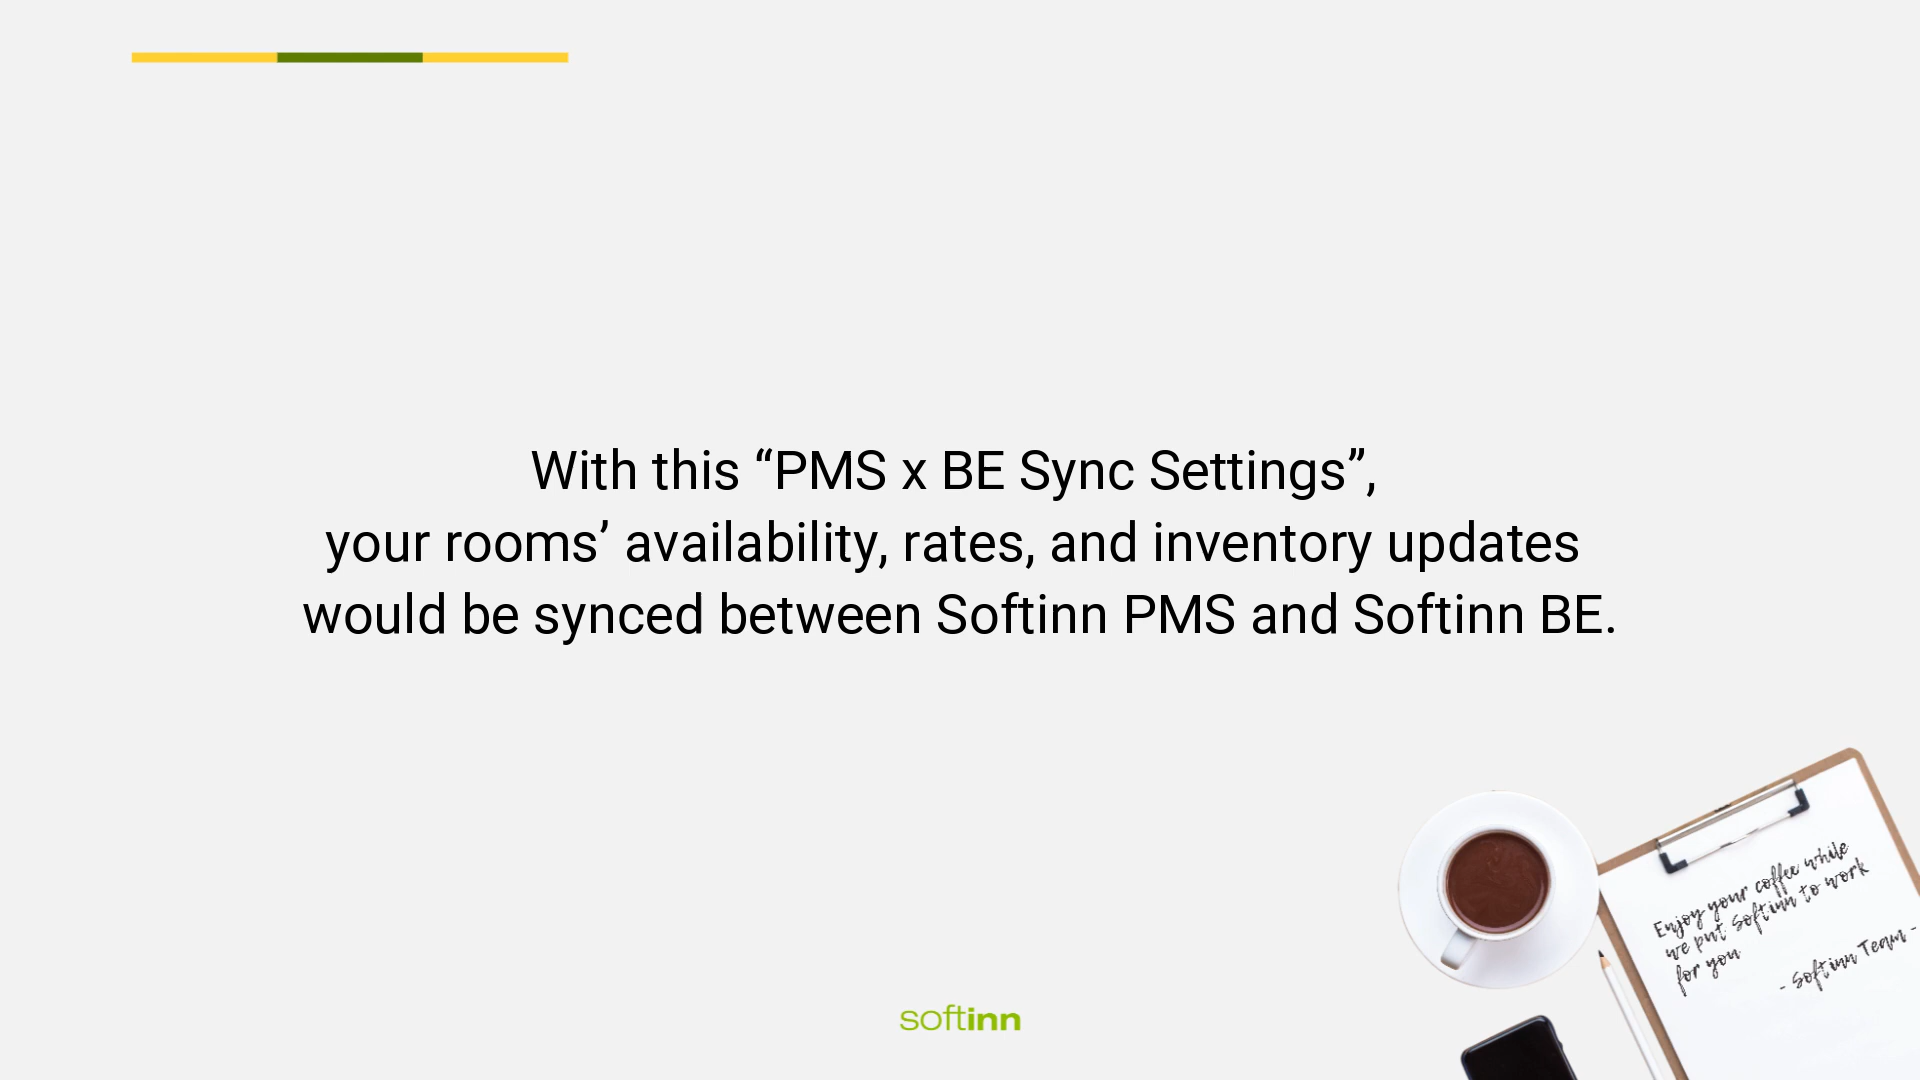 With this “PMS x BE Sync Settings”,
your rooms’ availability, rates, and inventory updates
would be synced between Softinn PMS and Softinn BE.
Enjoy your coffee while
we put Softinn to work
for you
- Softinn Team -
softinn